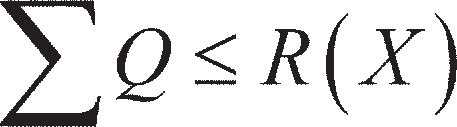 ∑ Q ≤ R(X)